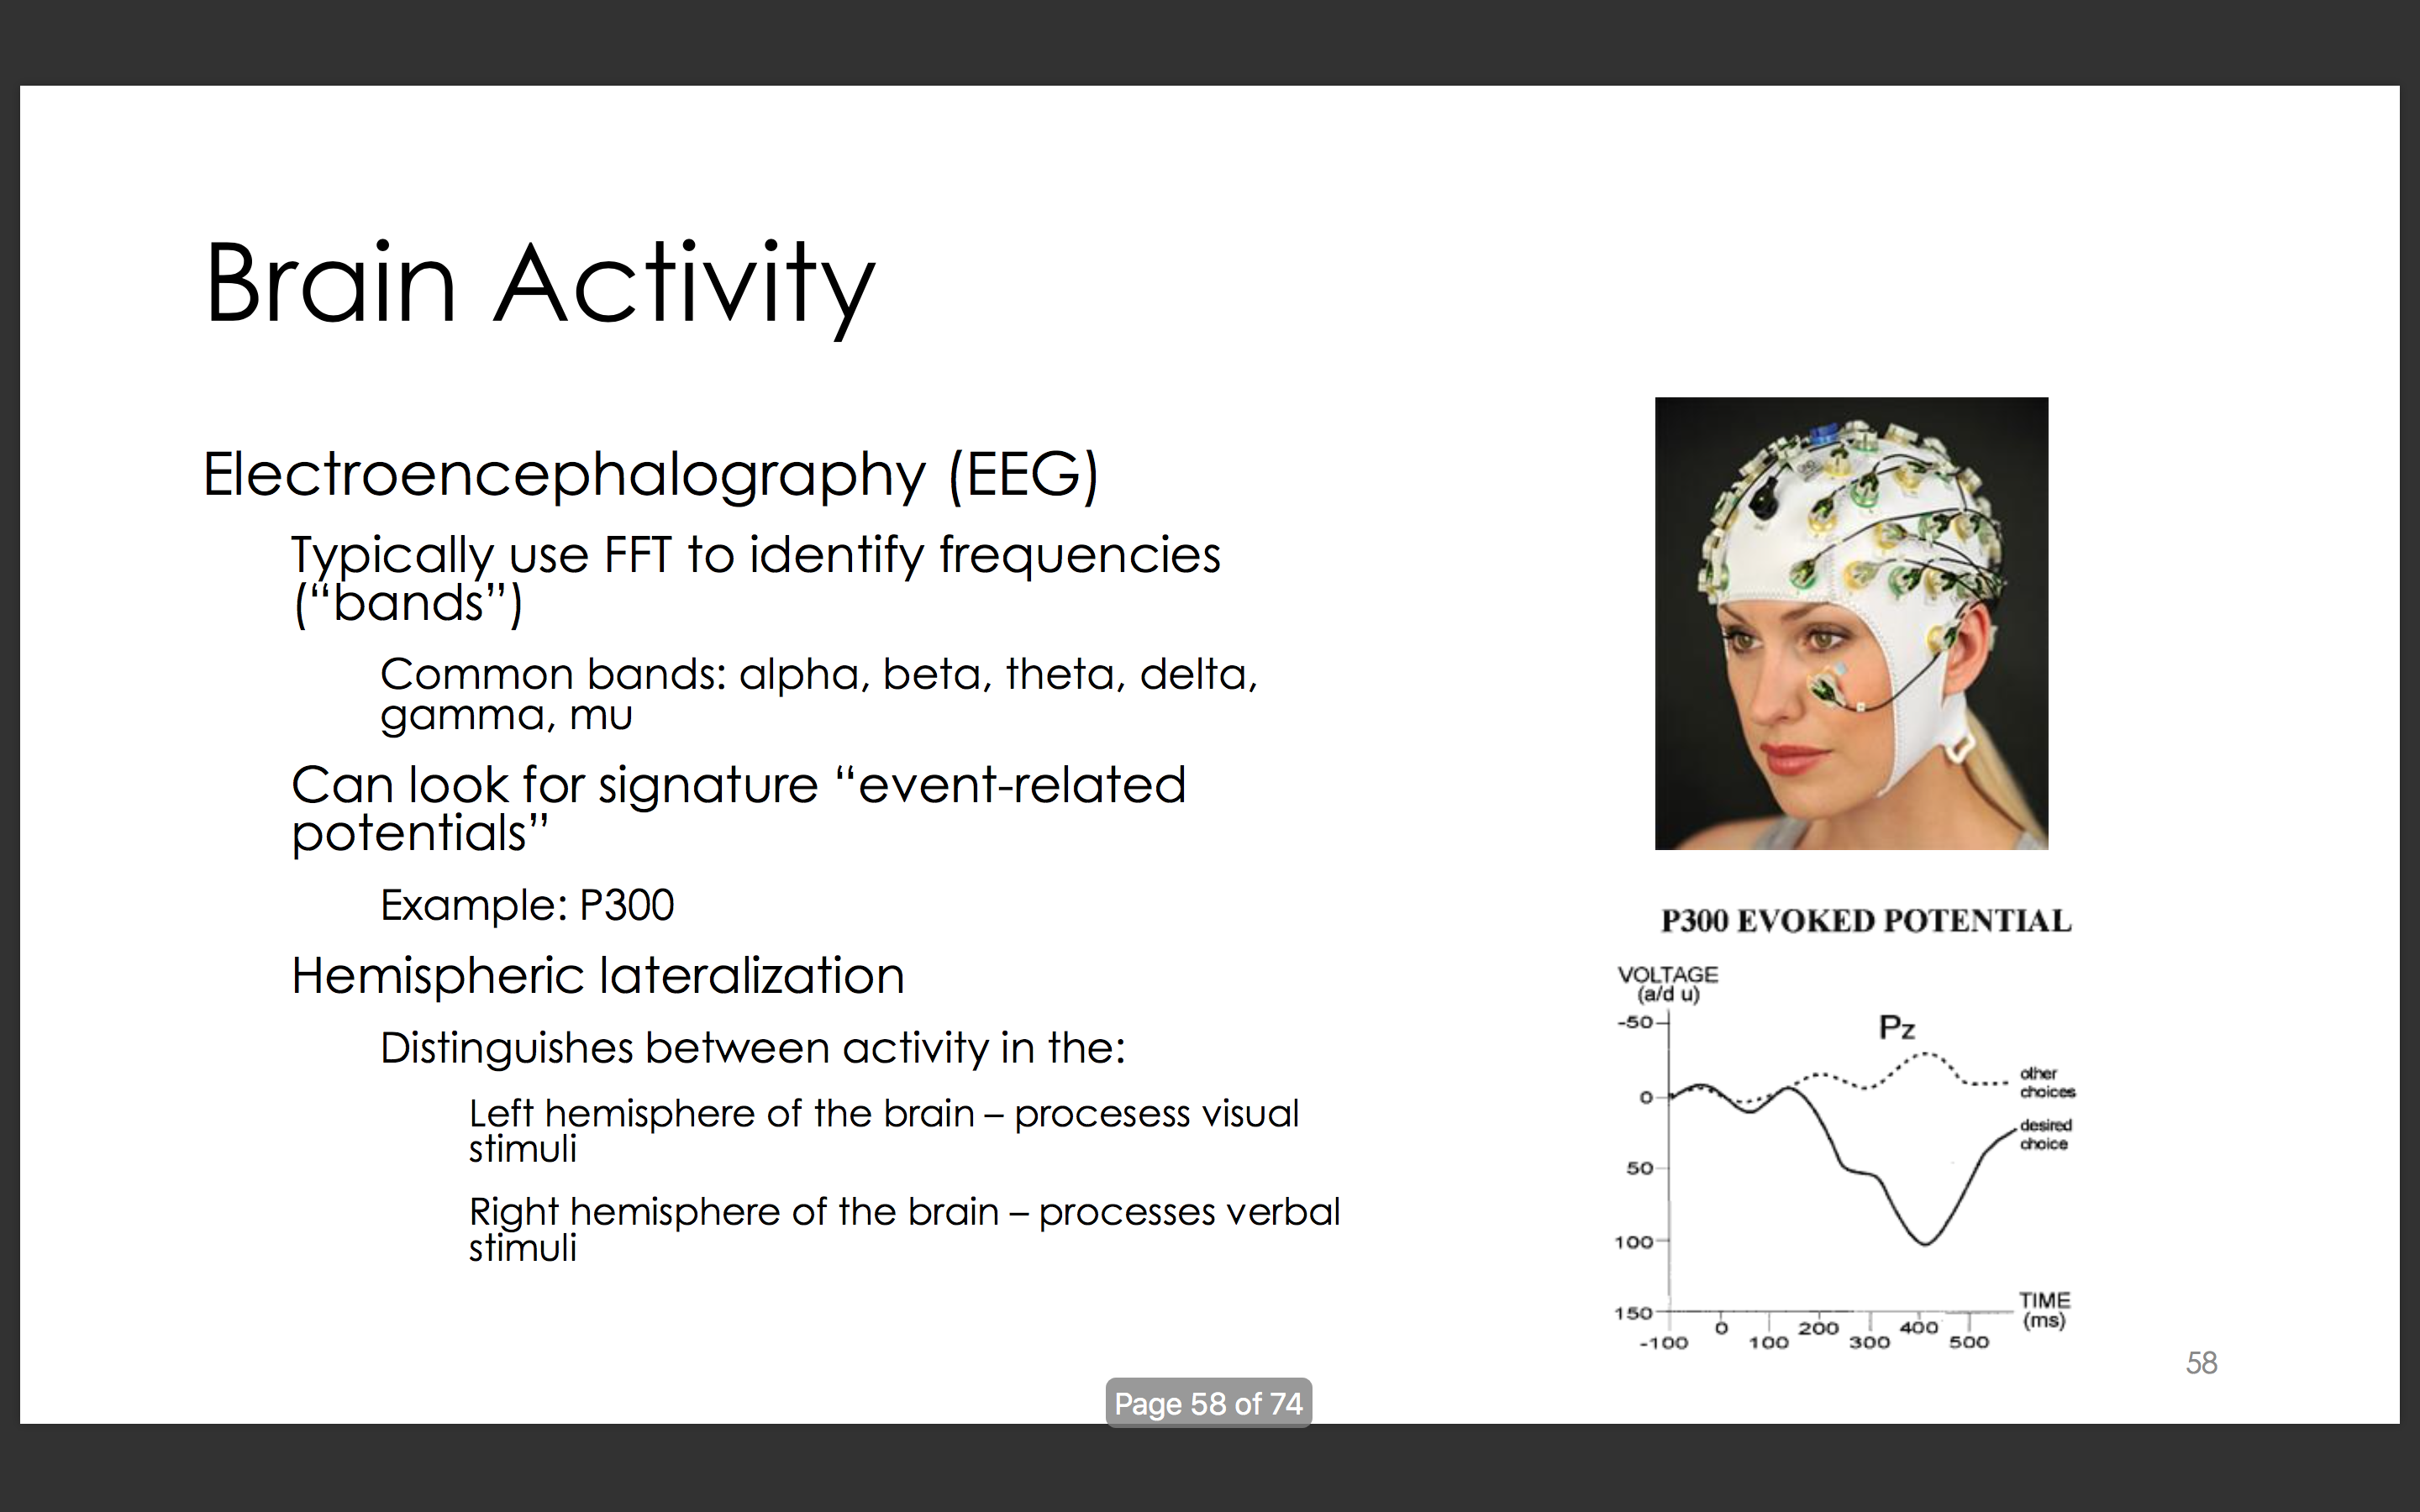 Brain Activity
Electroencephalography (EEG)
Typically use FFT to identify frequencies
(“bands”)
Common bands: alpha, beta, theta, delta,
gamma, mu
Can look for signature “event-related
potentials”
Example: P300
Hemispheric lateralization
Distinguishes between activity in the:
Left hemisphere of the brain – procesess visual
stimuli
Right hemisphere of the brain – processes verbal
stimuli
P300 EVOKED POTENTIAL
VOLTAGE
(a/d u)
-50
Pz
other
choices
0
desired
choice
50
100
150
TIME
(ms)
-100 0 100 200 300 400 500
58
Page 58 of 74